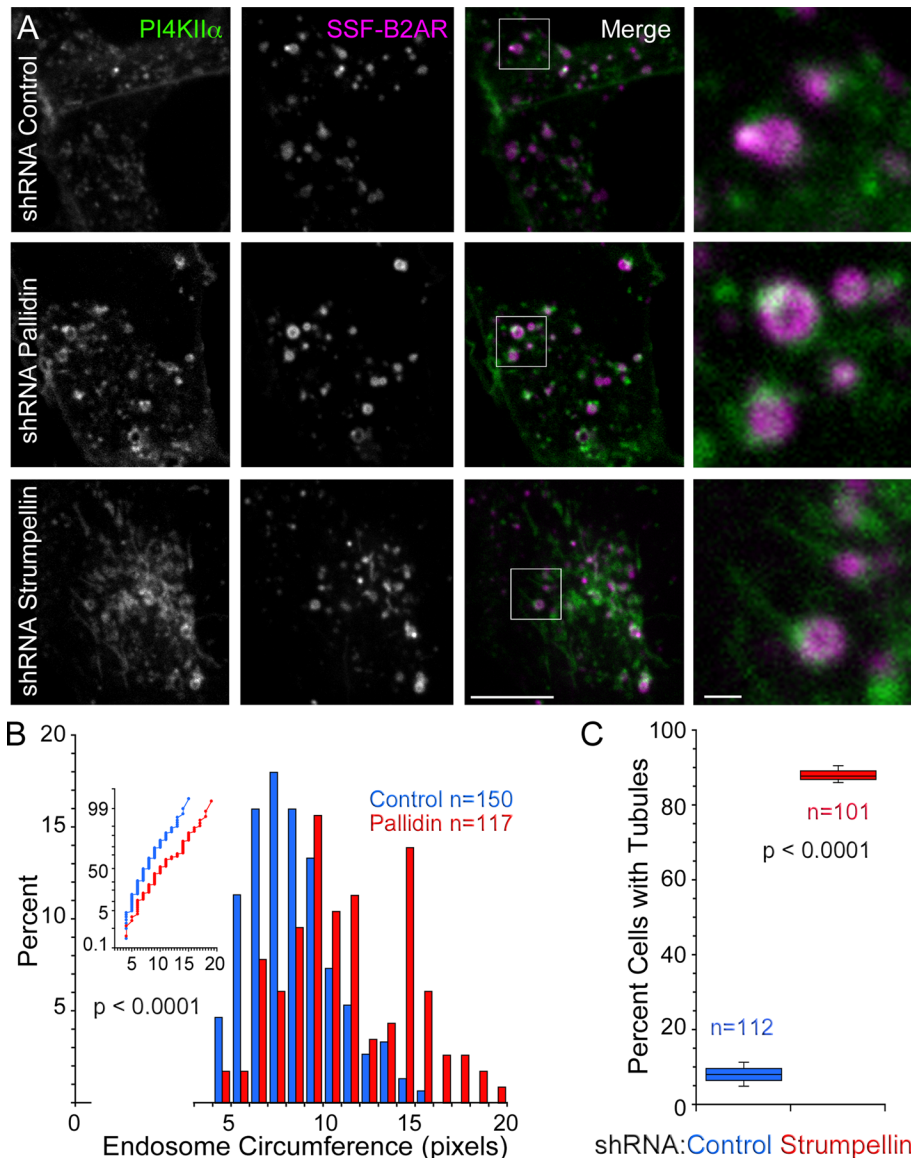 A PI4KIIα SSF-B2AR Merge
shRNA Control
shRNA Pallidin
shRNA Strumpellin
B
20
15
10
5
0
Percent
Control n=150
Pallidin n=117
99
50
5
0.1
5 10 15 20
p < 0.0001
0 5 10 15 20
Endosome Circumference (pixels)
C
100
80
60
40
20
0
Percent Cells with Tubules
n=101
p < 0.0001
n=112
shRNA:Control Strumpellin